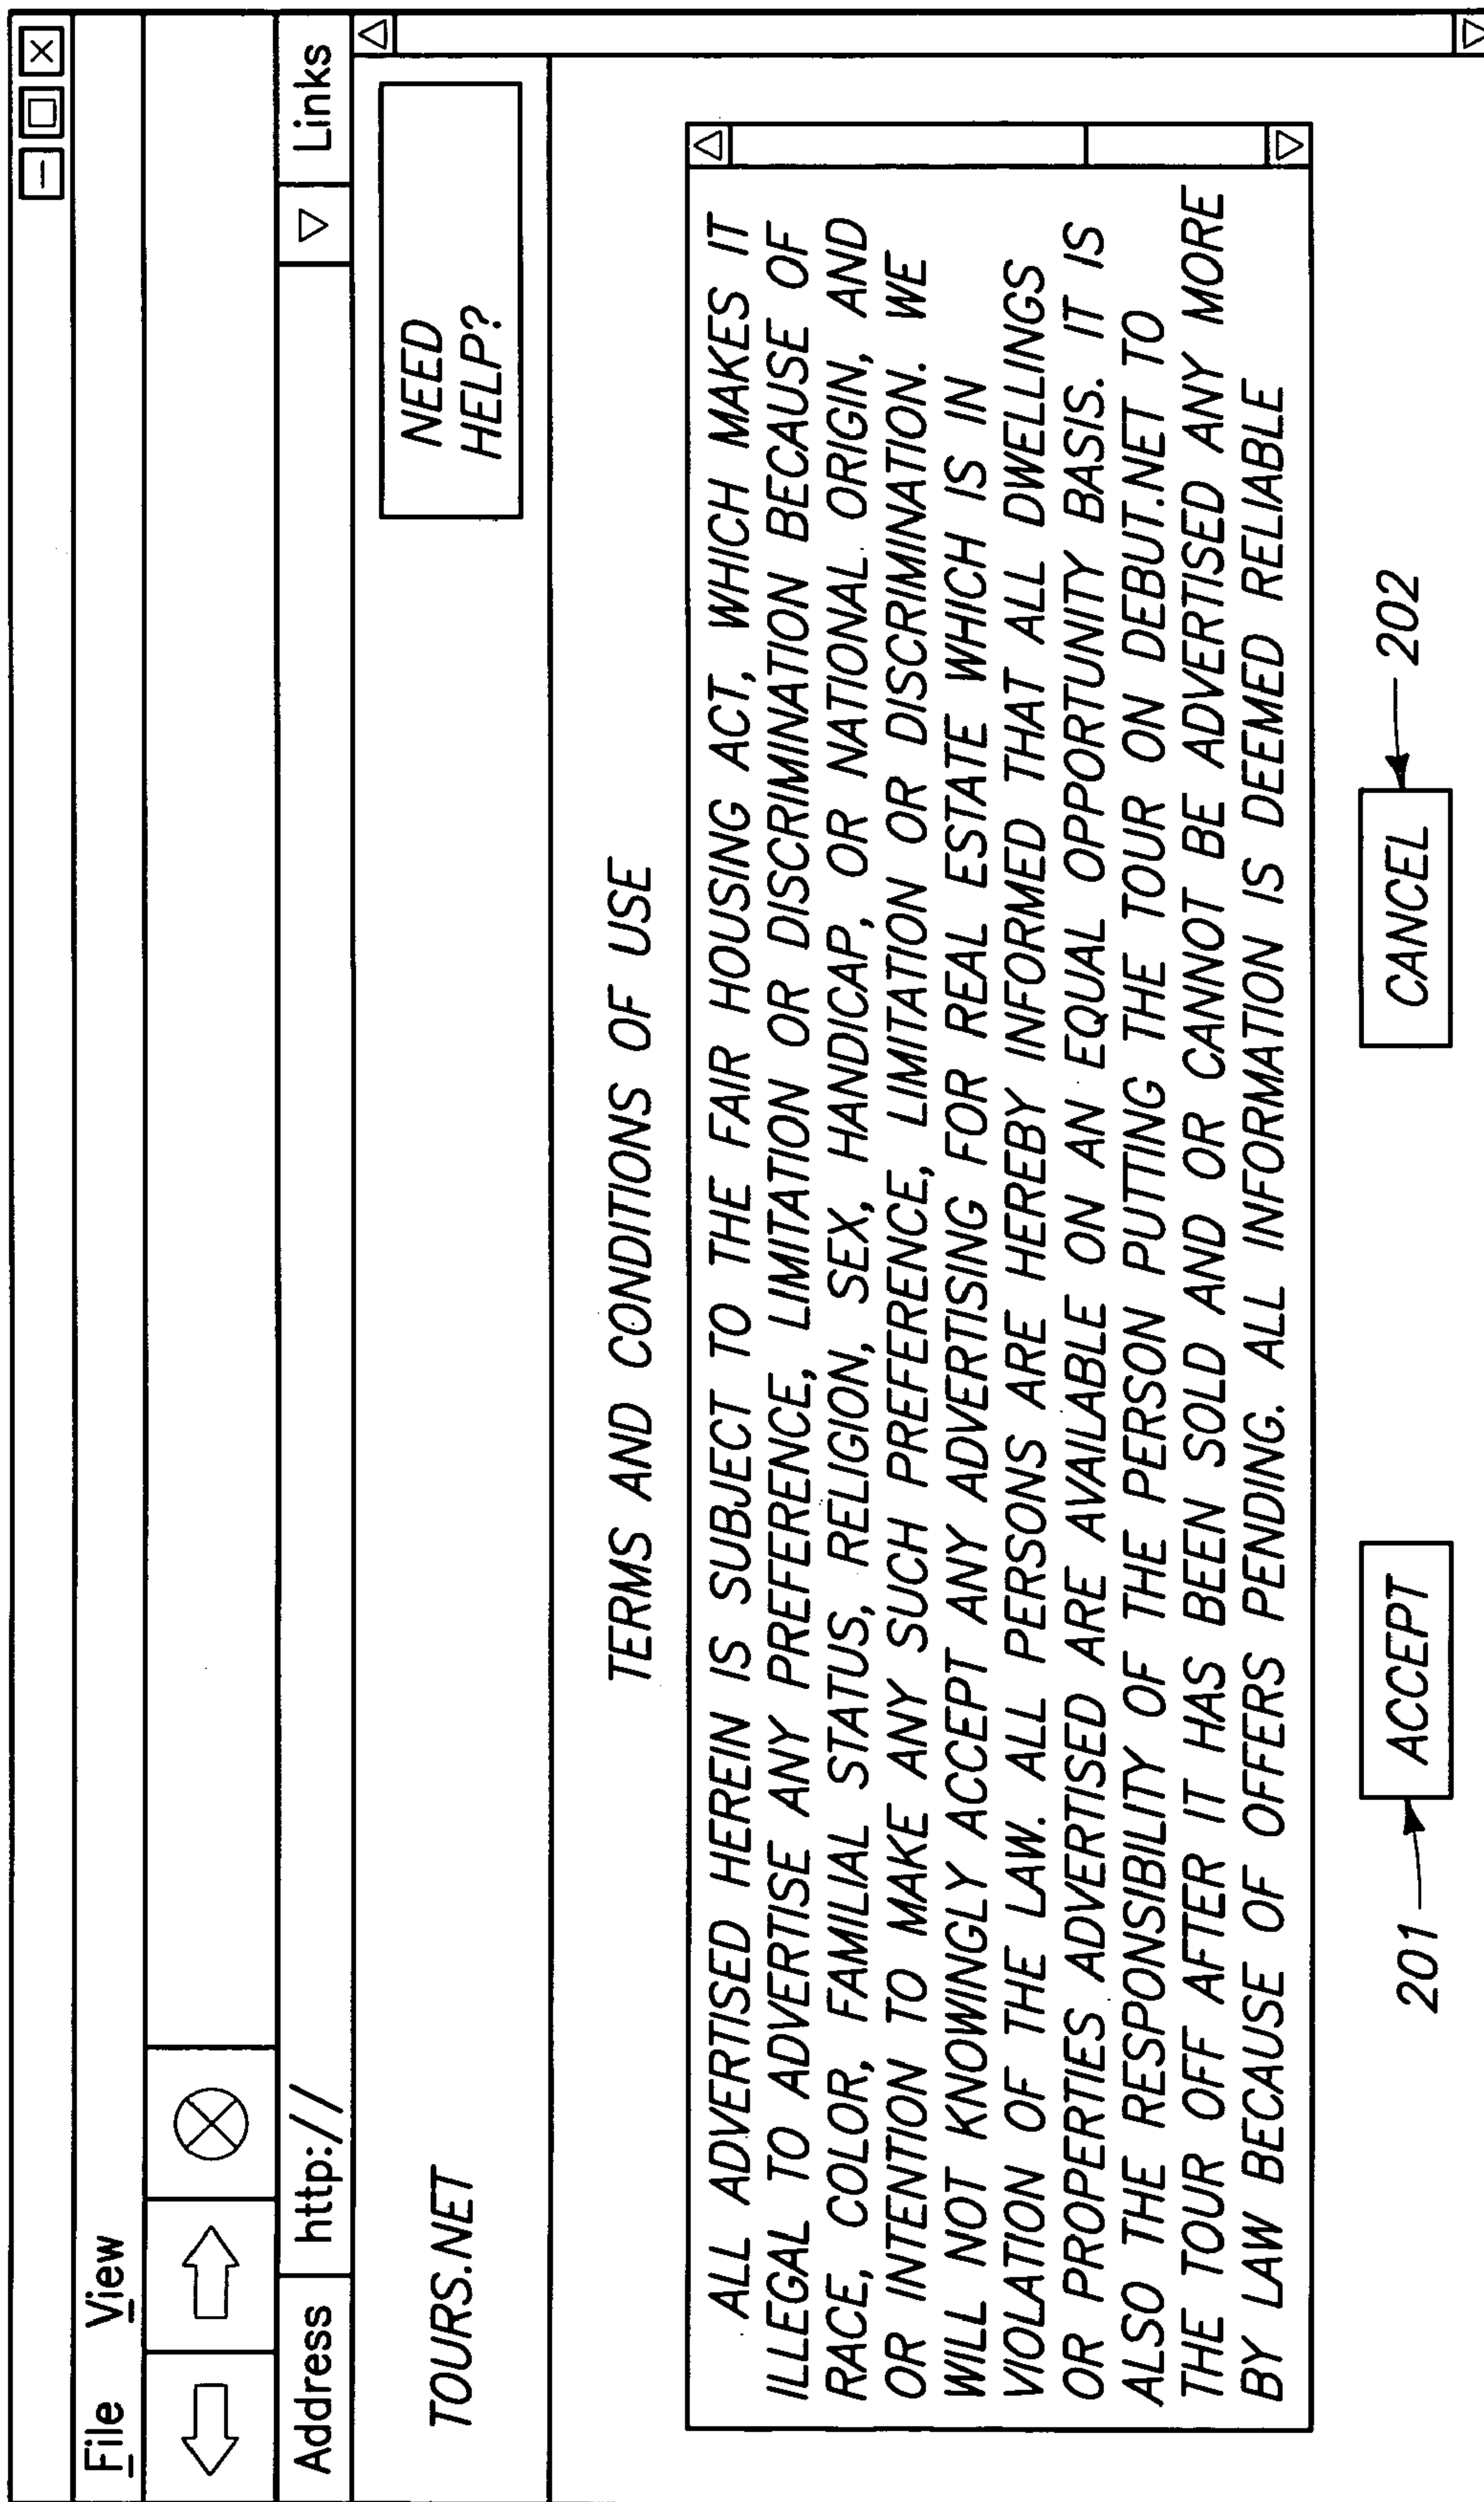 File View
Address http:// Links
TOURS.NET
NEED
HELP?
TERMS AND CONDITIONS OF USE
ALL ADVERTISED HEREIN IS SUBJECT TO THE FAIR HOUSING ACT, WHICH MAKES IT
ILLEGAL TO ADVERTISE ANY PREFERENCE, LIMITATION OR DISCRIMINATION BECAUSE OF
RACE, COLOR, FAMILIAL STATUS, RELIGION, SEX, HANDICAP, OR NATIONAL ORIGIN, AND
OR INTENTION TO MAKE ANY SUCH PREFERENCE, LIMITATION OR DISCRIMINATION. WE
WILL NOT KNOWINGLY ACCEPT ANY ADVERTISING FOR REAL ESTATE WHICH IS IN
VIOLATION OF THE LAW. ALL PERSONS ARE HEREBY INFORMED THAT ALL DWELLINGS
OR PROPERTIES ADVERTISED ARE AVAILABLE ON AN EQUAL OPPORTUNITY BASIS. IT IS
ALSO THE RESPONSIBILITY OF THE PERSON PUTTING THE TOUR ON DEBUT.NET TO
THE TOUR OFF AFTER IT HAS BEEN SOLD AND OR CANNOT BE ADVERTISED ANY MORE
BY LAW BECAUSE OF OFFERS PENDING. ALL INFORMATION IS DEEMED RELIABLE
201 ACCEPT CANCEL 202